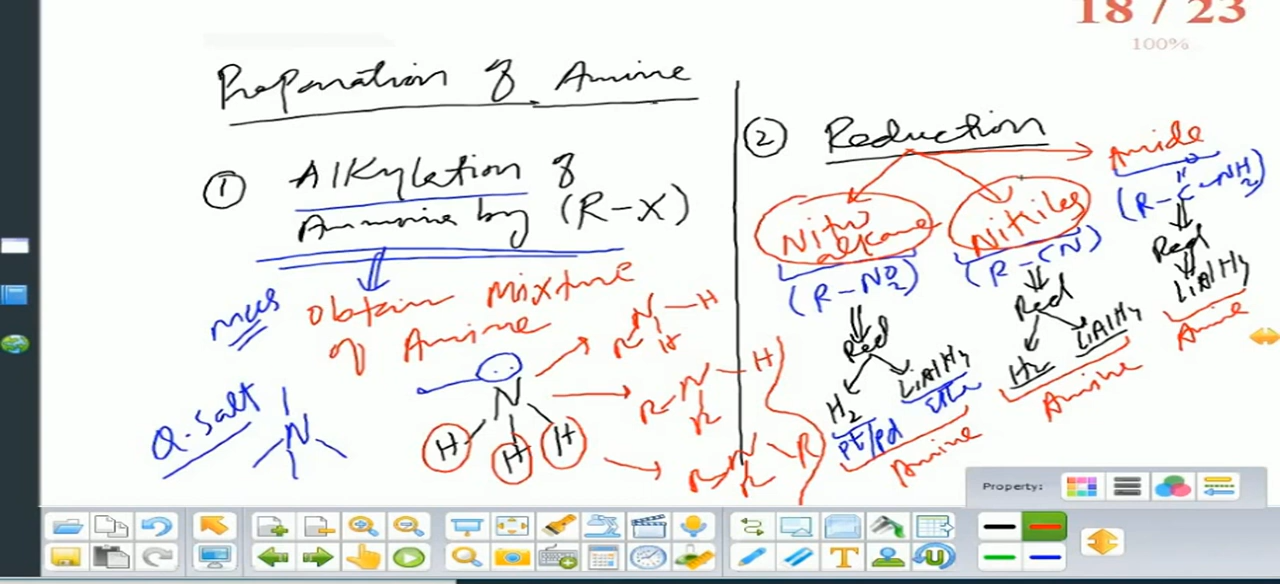 18 / 23
100%
Preparation of Amine
① Alkylation of
Ammonia by (R-X)
mcqs
obtain Mixture
of Amine
R N H
H
N
H H H
R N H
R
R N R
R
Q. Salt
N
② Reduction
Nitro
alkane
(R-NO2)
Red
H2
Pt/Pd
LiAlH4
Ether
Amine
Nitriles
(R-CN)
Red
H2
LiAlH4
Amine
Amide
O
(R-C-NH2)
Red
LiAlH4
Amine
Property:
T